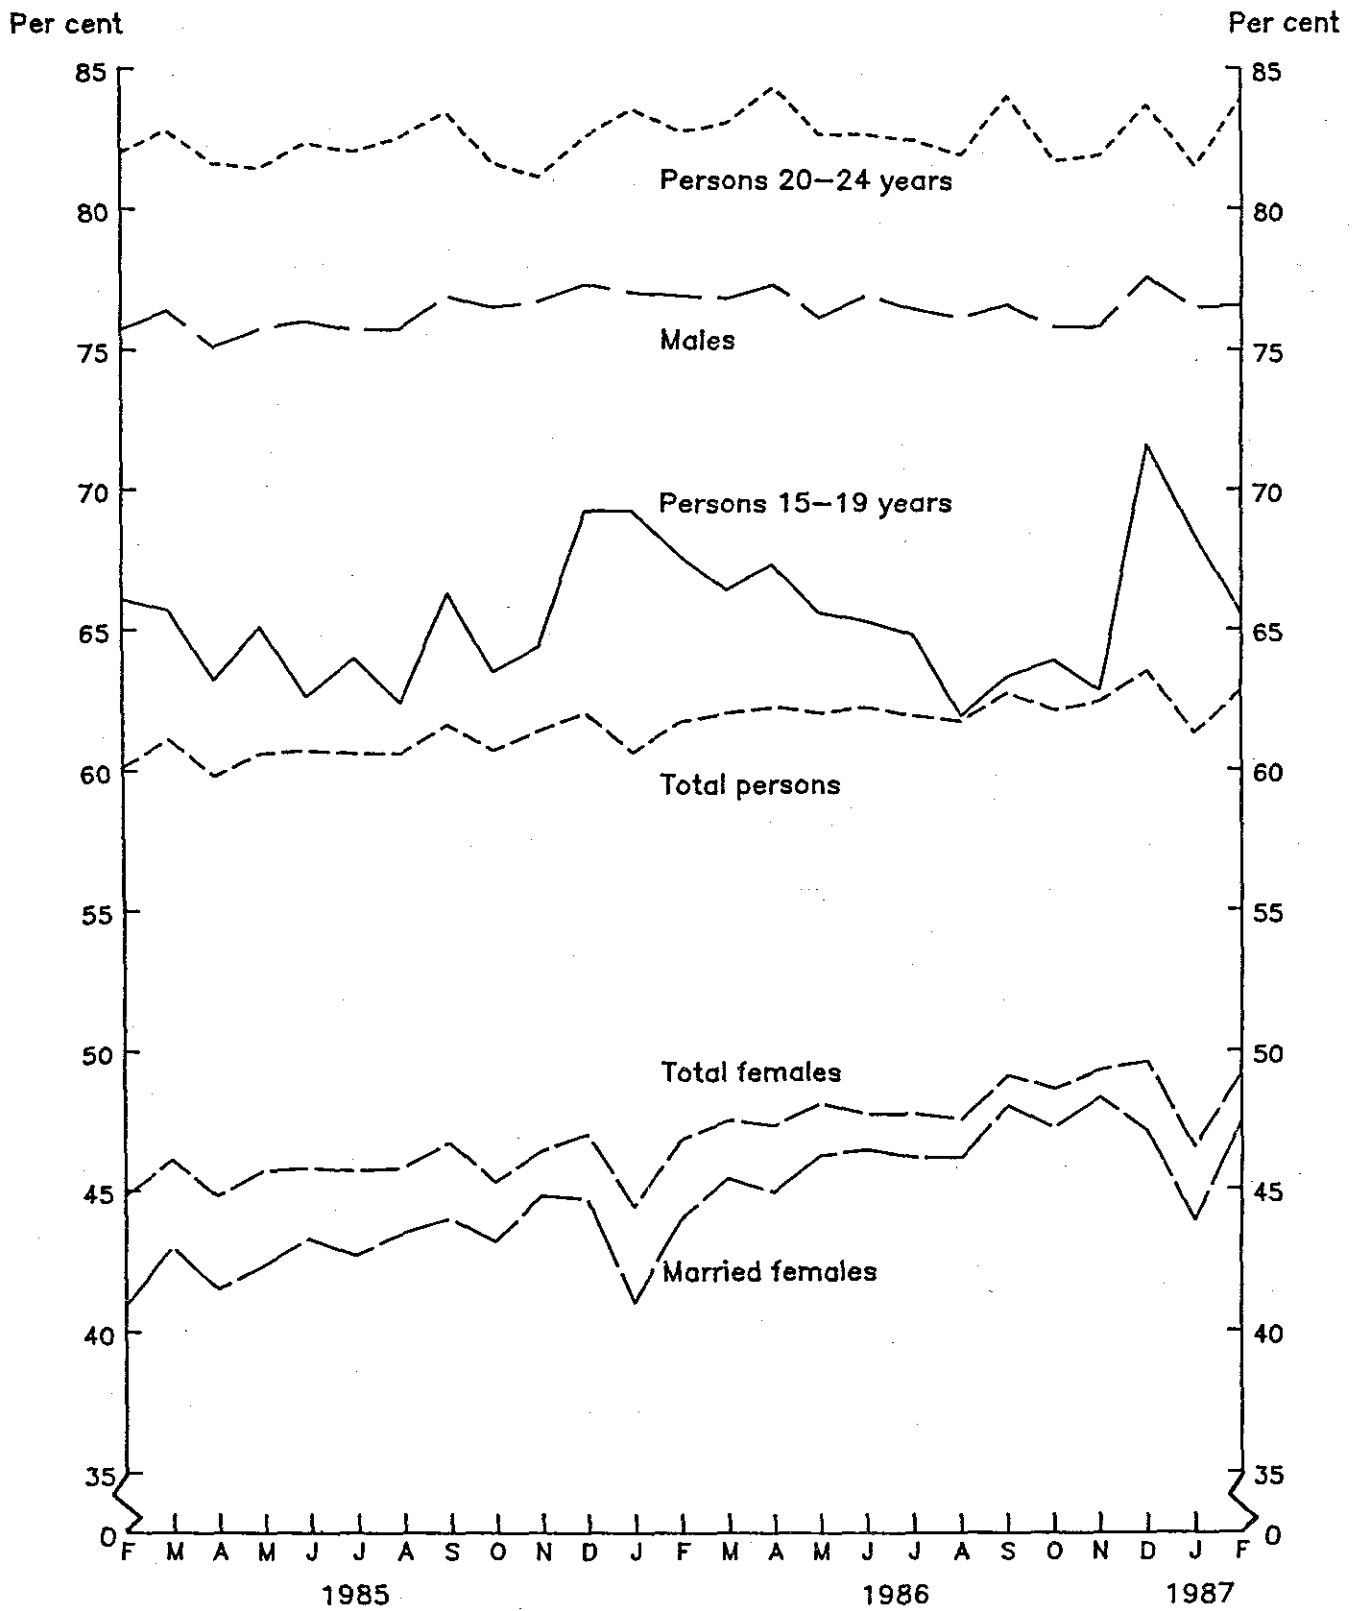 Per cent Per cent
85 85
Persons 20–24 years
80 80
Males
75 75
70 70
Persons 15–19 years
65 65
60 60
Total persons
55 55
50 50
Total females
45 45
Married females
40 40
35 35
0 0
F M A M J J A S O N D J F M A M J J A S O N D J F
1985 1986 1987